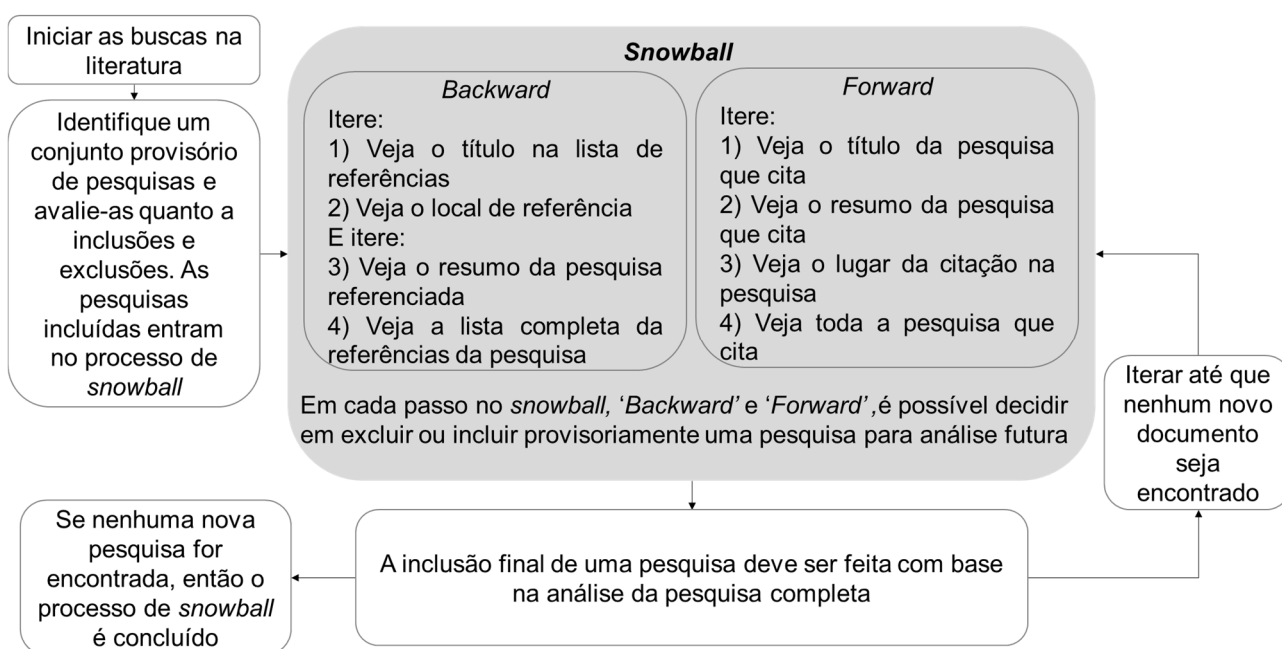 Iniciar as buscas na
literatura
Identifique um
conjunto provisório
de pesquisas e
avalie-as quanto a
inclusões e
exclusões. As
pesquisas
incluídas entram
no processo de
snowball
Snowball
Backward
Itere:
1) Veja o título na lista de
referências
2) Veja o local de referência
E itere:
3) Veja o resumo da pesquisa
referenciada
4) Veja a lista completa da
referências da pesquisa
Forward
Itere:
1) Veja o título da pesquisa
que cita
2) Veja o resumo da pesquisa
que cita
3) Veja o lugar da citação na
pesquisa
4) Veja toda a pesquisa que
cita
Em cada passo no snowball, ‘Backward’ e ‘Forward’,é possível decidir
em excluir ou incluir provisoriamente uma pesquisa para análise futura
Iterar até que
nenhum novo
documento
seja
encontrado
A inclusão final de uma pesquisa deve ser feita com base
na análise da pesquisa completa
Se nenhuma nova
pesquisa for
encontrada, então o
processo de snowball
é concluído